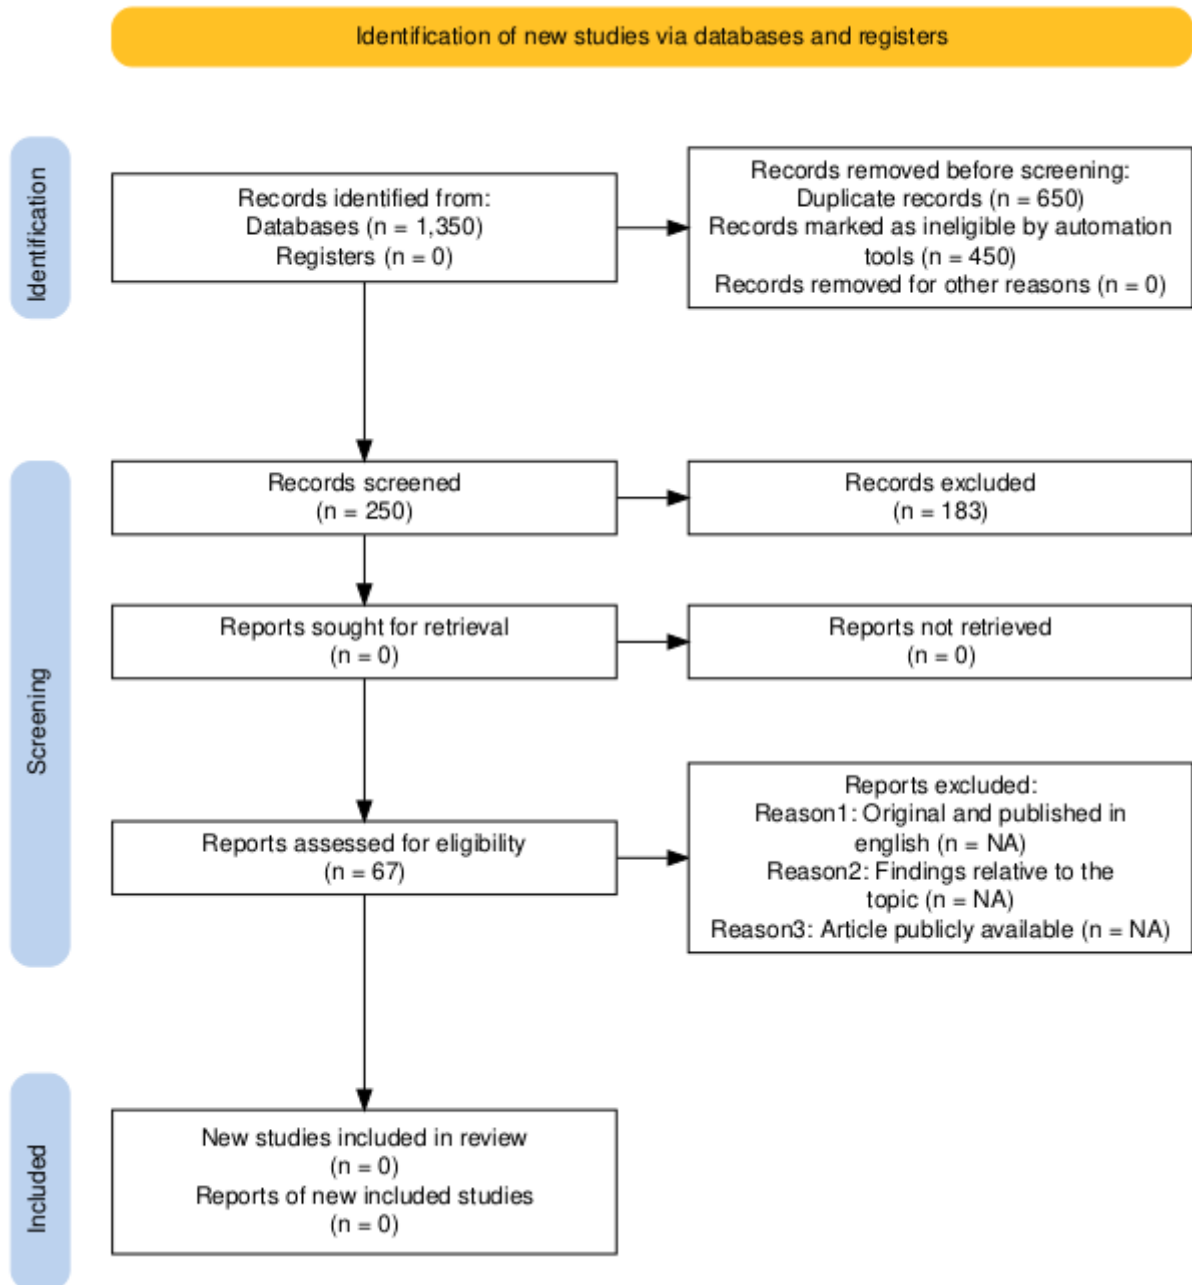 Identification of new studies via databases and registers
Identification
Records identified from:
Databases (n = 1,350)
Registers (n = 0)
Records removed before screening:
Duplicate records (n = 650)
Records marked as ineligible by automation
tools (n = 450)
Records removed for other reasons (n = 0)
Screening
Records screened
(n = 250)
Records excluded
(n = 183)
Reports sought for retrieval
(n = 0)
Reports not retrieved
(n = 0)
Reports assessed for eligibility
(n = 67)
Reports excluded:
Reason1: Original and published in
english (n = NA)
Reason2: Findings relative to the
topic (n = NA)
Reason3: Article publicly available (n = NA)
Included
New studies included in review
(n = 0)
Reports of new included studies
(n = 0)